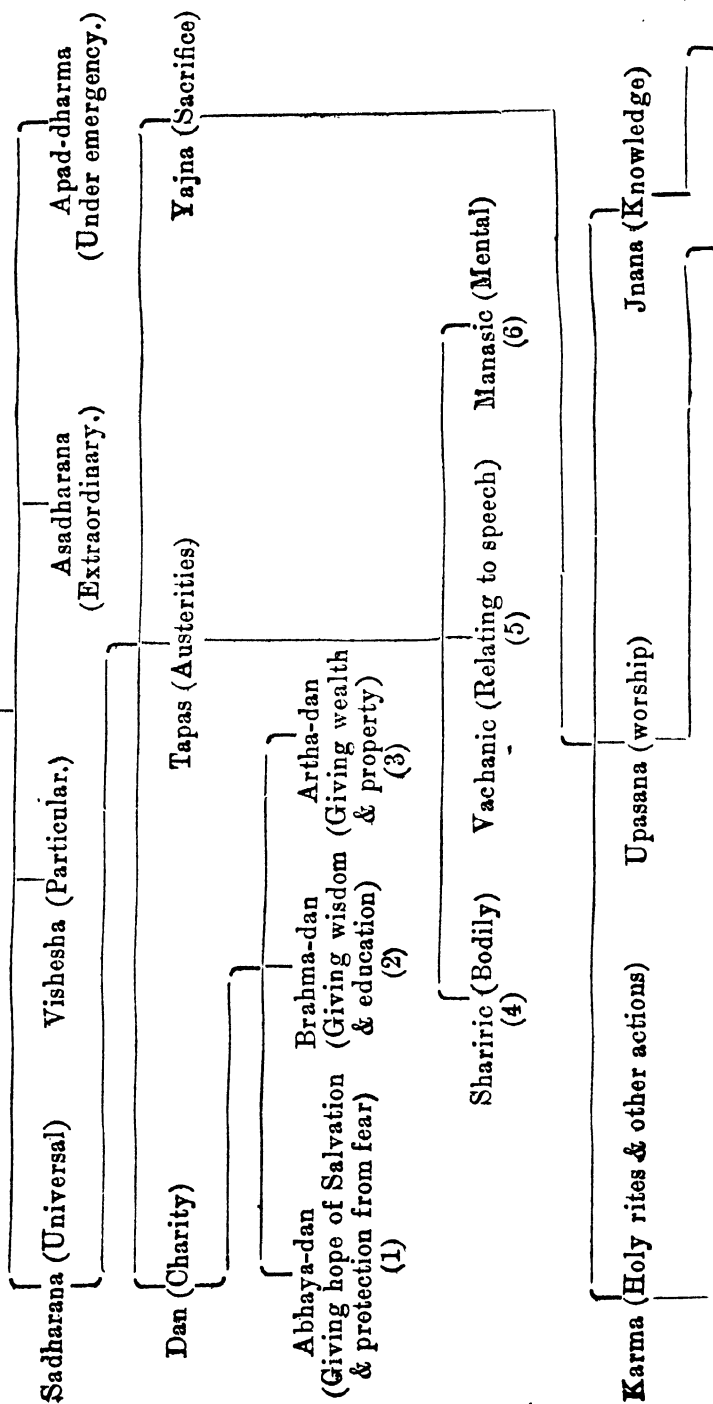 Sadharana (Universal)
Vishesha (Particular.)
Asadharana
(Extraordinary.)
Apad-dharma
(Under emergency.)
Dan (Charity)
Tapas (Austerities)
Yajna (Sacrifice)
Abhaya-dan
(Giving hope of Salvation
& protection from fear)
(1)
Brahma-dan
(Giving wisdom
& education)
(2)
Artha-dan
(Giving wealth
& property)
(3)
Shariric (Bodily)
(4)
Vachanic (Relating to speech)
(5)
Manasic (Mental)
(6)
Karma (Holy rites & other actions)
Upasana (worship)
Jnana (Knowledge)